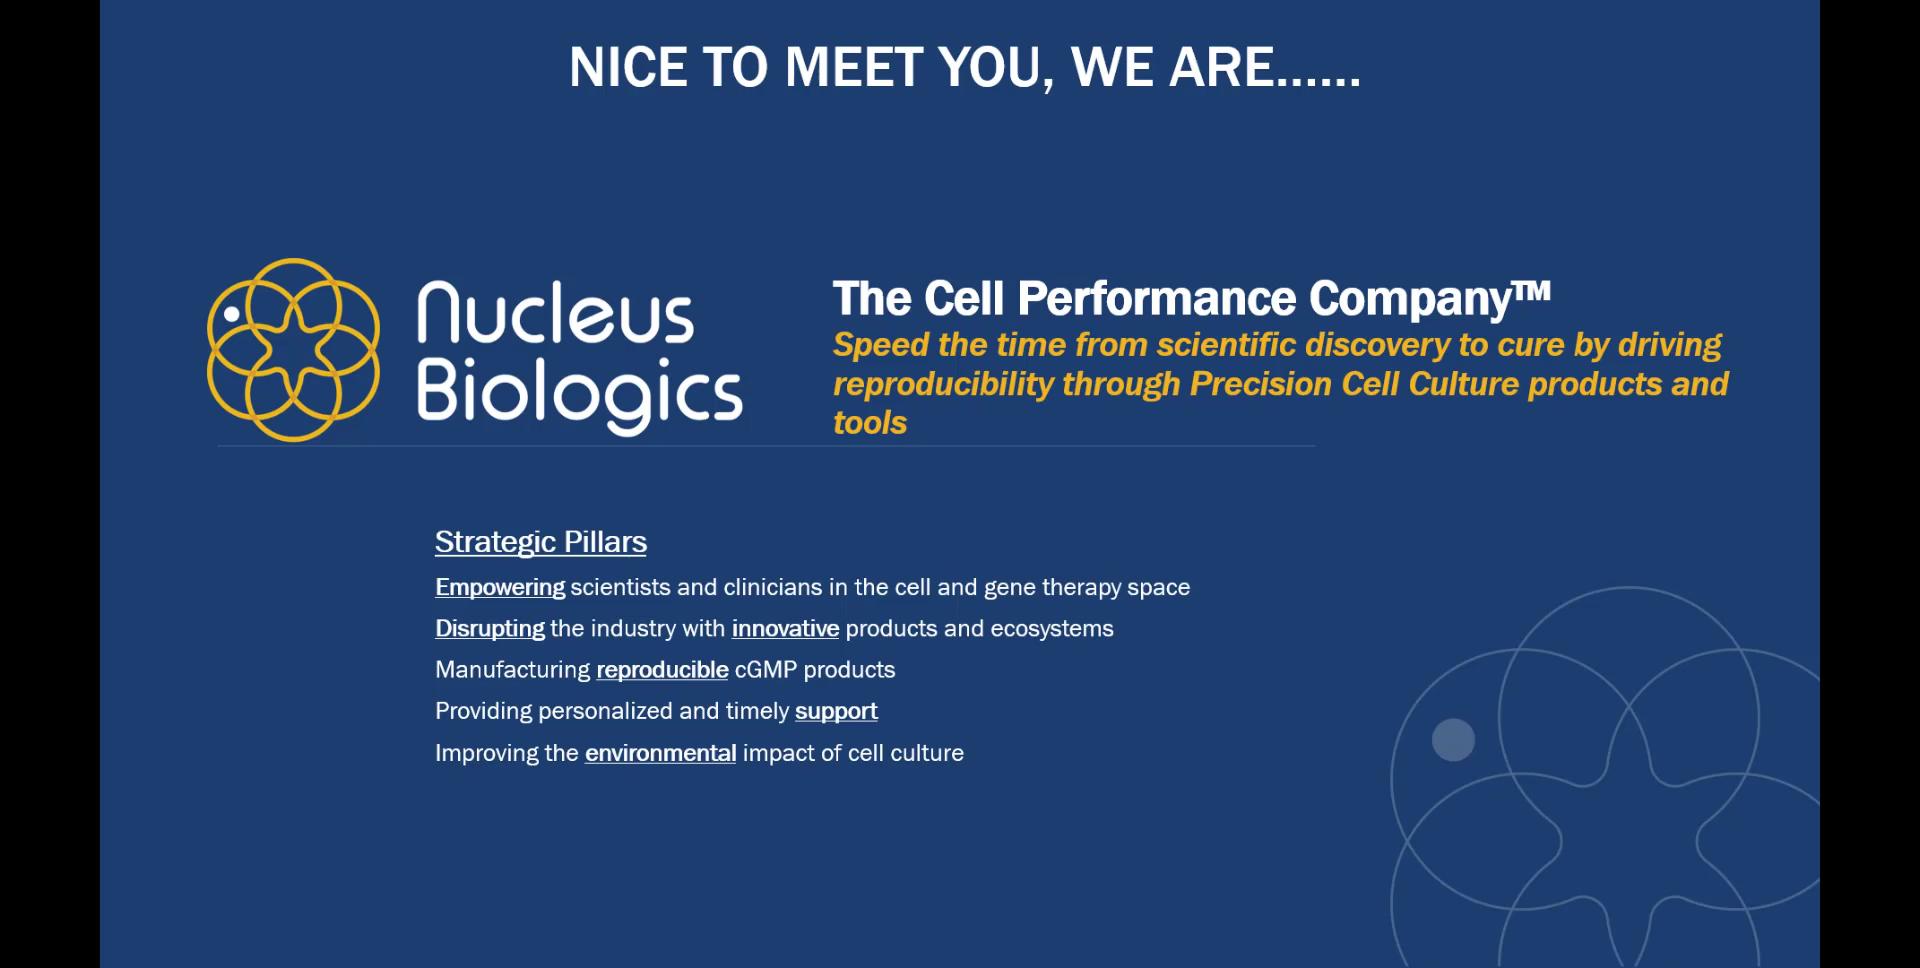 NICE TO MEET YOU, WE ARE......
Nucleus
Biologics
The Cell Performance Company™
Speed the time from scientific discovery to cure by driving
reproducibility through Precision Cell Culture products and
tools
Strategic Pillars
Empowering scientists and clinicians in the cell and gene therapy space
Disrupting the industry with innovative products and ecosystems
Manufacturing reproducible cGMP products
Providing personalized and timely support
Improving the environmental impact of cell culture